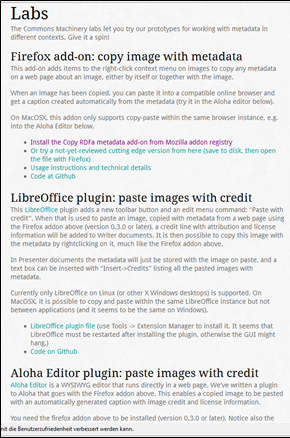 Labs
The Commons Machinery labs let you try our prototypes for working with metadata in
different contexts. Give it a spin!
Firefox add-on: copy image with metadata
This add-on adds items to the right-click context menu on images to copy any metadata
on a web page about an image, either by itself or together with the image.
When an image has been copied, you can paste it into a compatible online browser and
get a caption created automatically from the metadata (try it in the Aloha editor below).
On MacOSX, this addon only supports copy-paste within the same browser instance, e.g.
into the Aloha Editor below.
Install the Copy RDFa metadata add-on from Mozilla addon registry
Or try a not-yet-reviewed cutting edge version from here (save to disk, then open
the file with Firefox)
Usage instructions and technical details
Code at Github
LibreOffice plugin: paste images with credit
This LibreOffice plugin adds a new toolbar button and an edit menu command: "Paste with
credit". When that is used to paste an image, copied with metadata from a web page using
the Firefox addon above (version 0.3.0 or later), a credit line with attribution and license
information will be added to Writer documents. It is then possible to copy this image with
the metadata by rightclicking on it, much like the Firefox addon above.
In Presenter documents the metadata will just be stored with the image on paste, and a
text box can be inserted with "Insert->Credits" listing all the pasted images with
metadata.
Currently only LibreOffice on Linux (or other X Windows desktops) is supported. On
MacOSX, it is possible to copy and paste within the same LibreOffice instance but not
between applications (and it seems to be the same on Windows).
LibreOffice plugin file (use Tools -> Extension Manager to install it. It seems that
LibreOffice must be restarted after installing the plugin, otherwise the GUI might
hang.)
Code on Github
Aloha Editor plugin: paste images with credit
Aloha Editor is a WYSIWYG editor that runs directly in a web page. We've written a plugin
to Aloha that goes with the Firefox addon above. This enables a copied image to be pasted
with an automatically generated caption with image credit and license information.
You need the firefox addon above to be installed (version 0.3.0 or later). Notice also the
mit die Benutzerzufriedenheit verbessert werden kann.